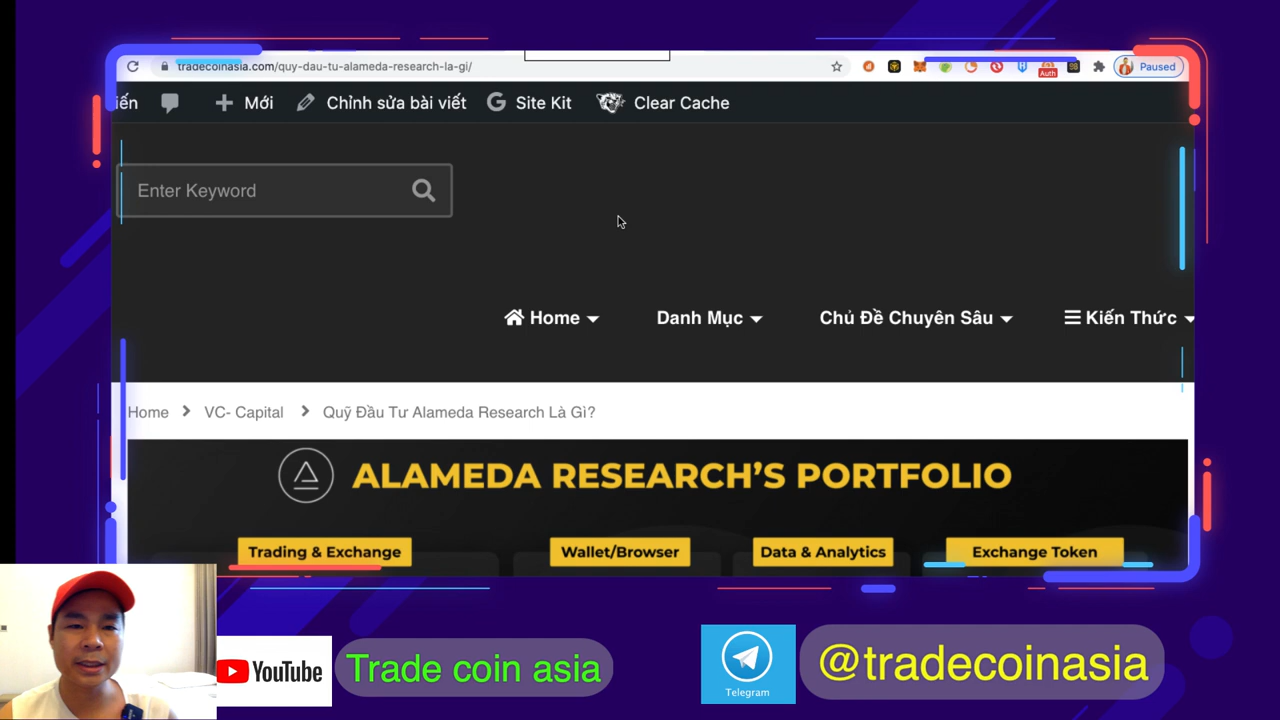 tradecoinasia.com/quy-dau-tu-alameda-research-la-gi/
Auth
98
Paused
iến
Mới
Chỉnh sửa bài viết
Site Kit
Clear Cache
Enter Keyword
Home
Danh Mục
Chủ Đề Chuyên Sâu
Kiến Thức
Home > VC- Capital > Quỹ Đầu Tư Alameda Research Là Gì?
ALAMEDA RESEARCH’S PORTFOLIO
Trading & Exchange
Wallet/Browser
Data & Analytics
Exchange Token
YouTube
Trade coin asia
Telegram
@tradecoinasia